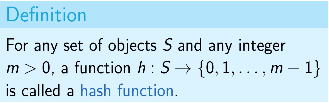 Definition
For any set of objects S and any integer
m > 0, a function h : S → {0, 1, . . . , m − 1}
is called a hash function.